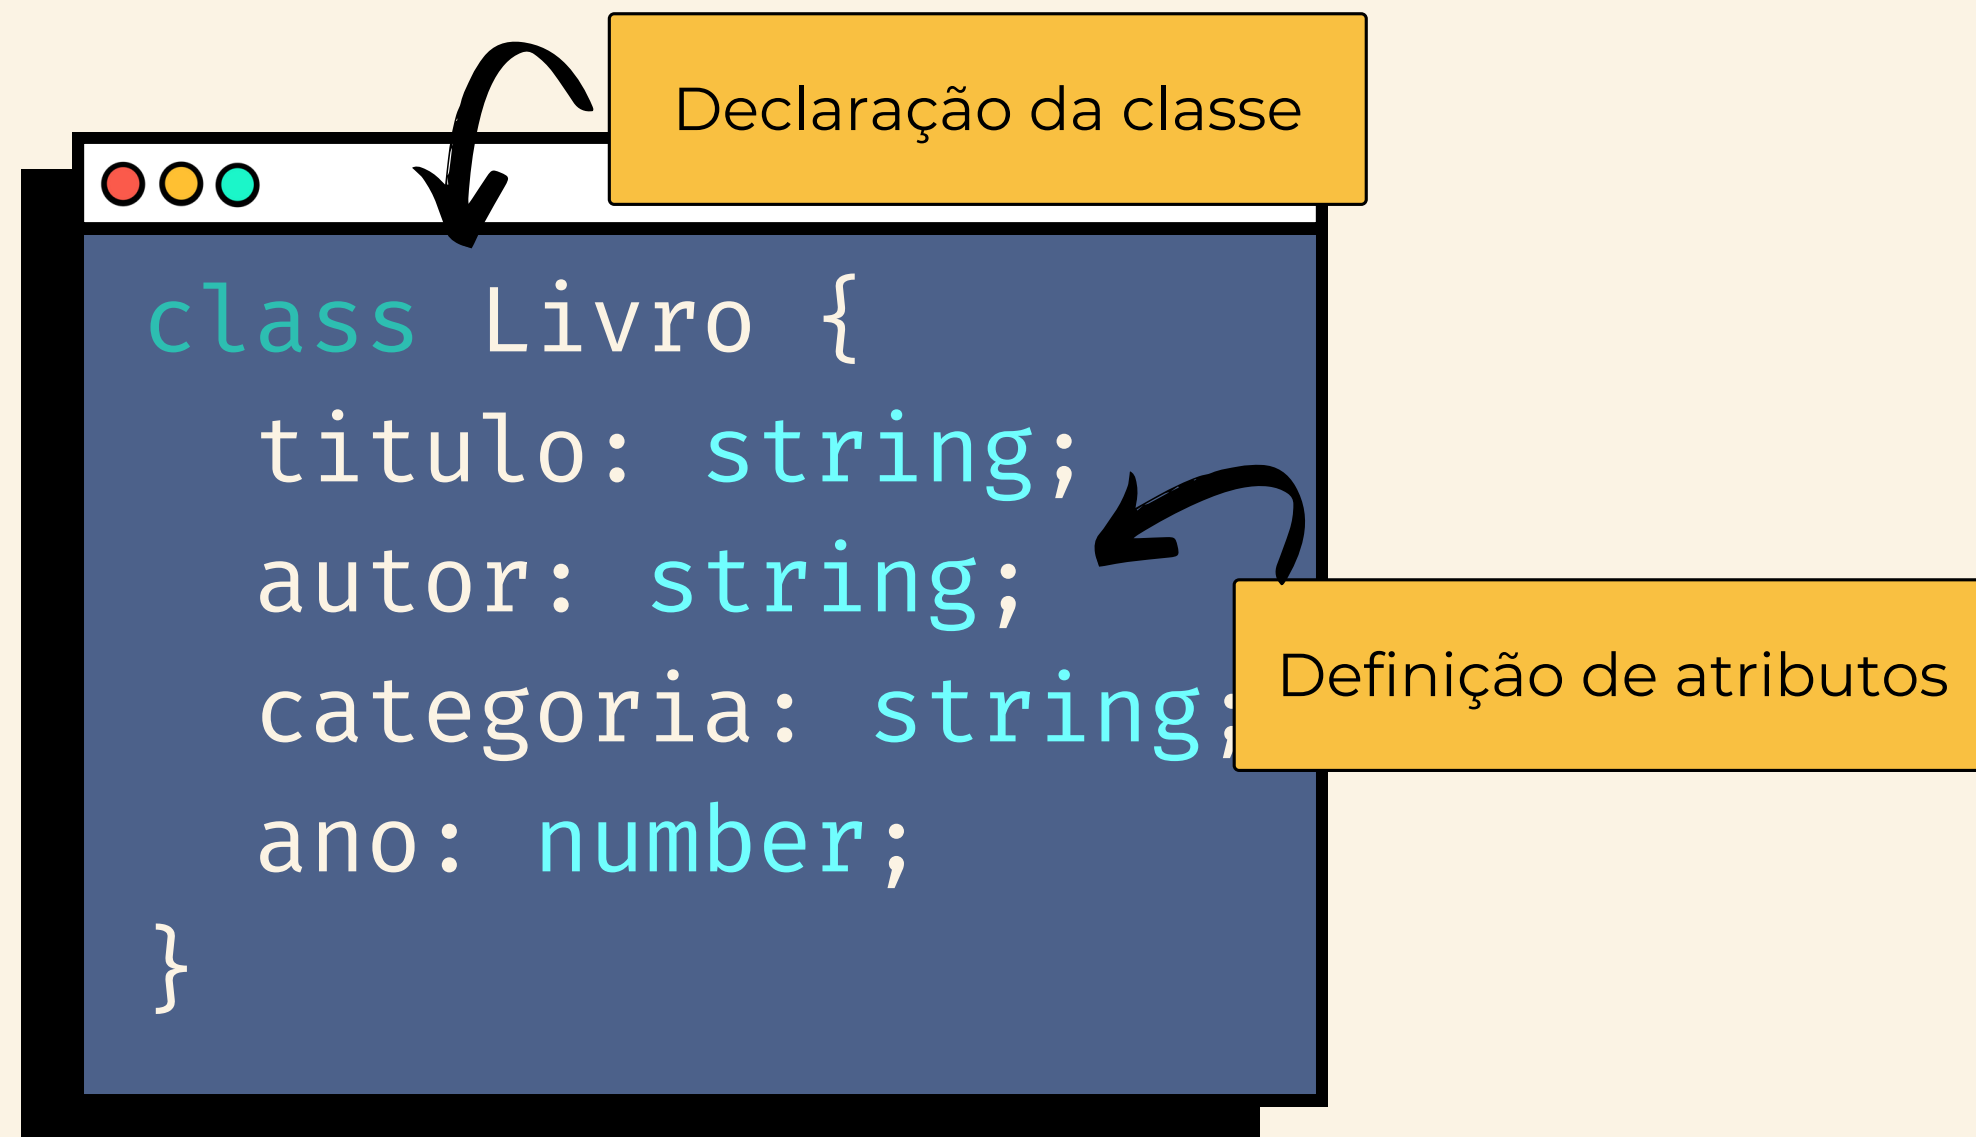 Declaração da classe
class Livro {
titulo: string;
autor: string;
categoria: string;
ano: number;
}
Definição de atributos